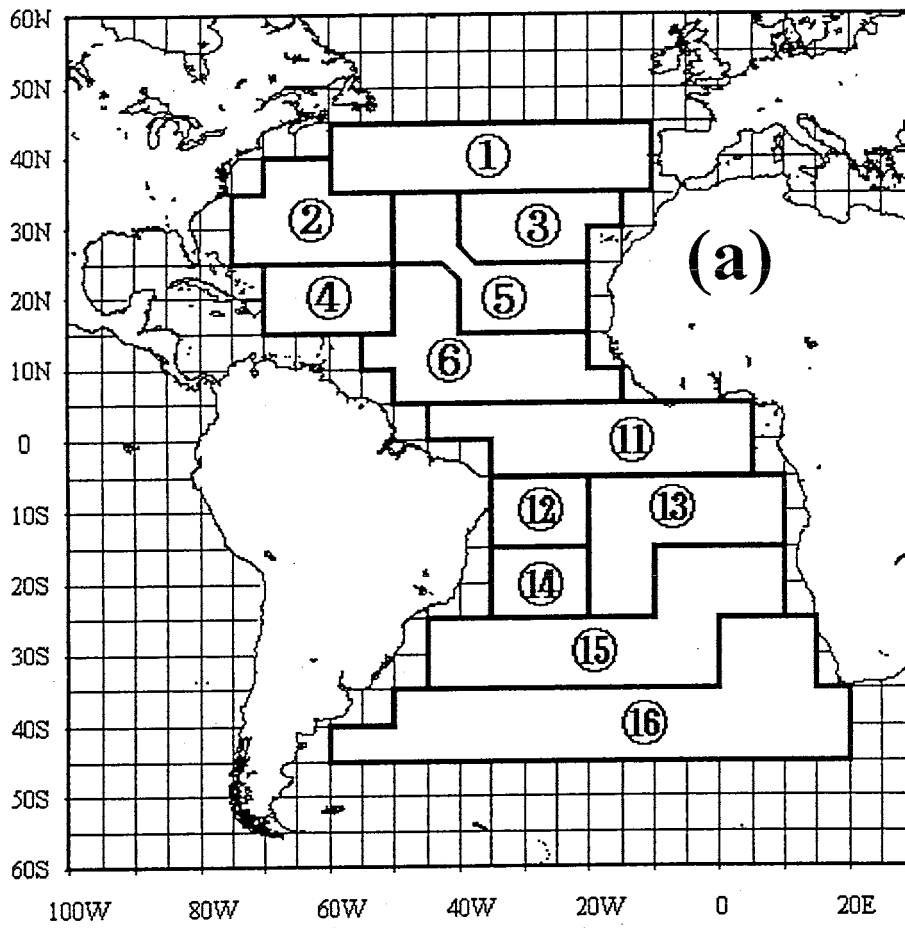 60N
50N
40N ①
30N ② ③ (a)
20N ④ ⑤
10N ⑥
0 ⑪
10S ⑫ ⑬
20S ⑭
30S ⑮
40S ⑯
50S
60S
100W 80W 60W 40W 20W 0 20E